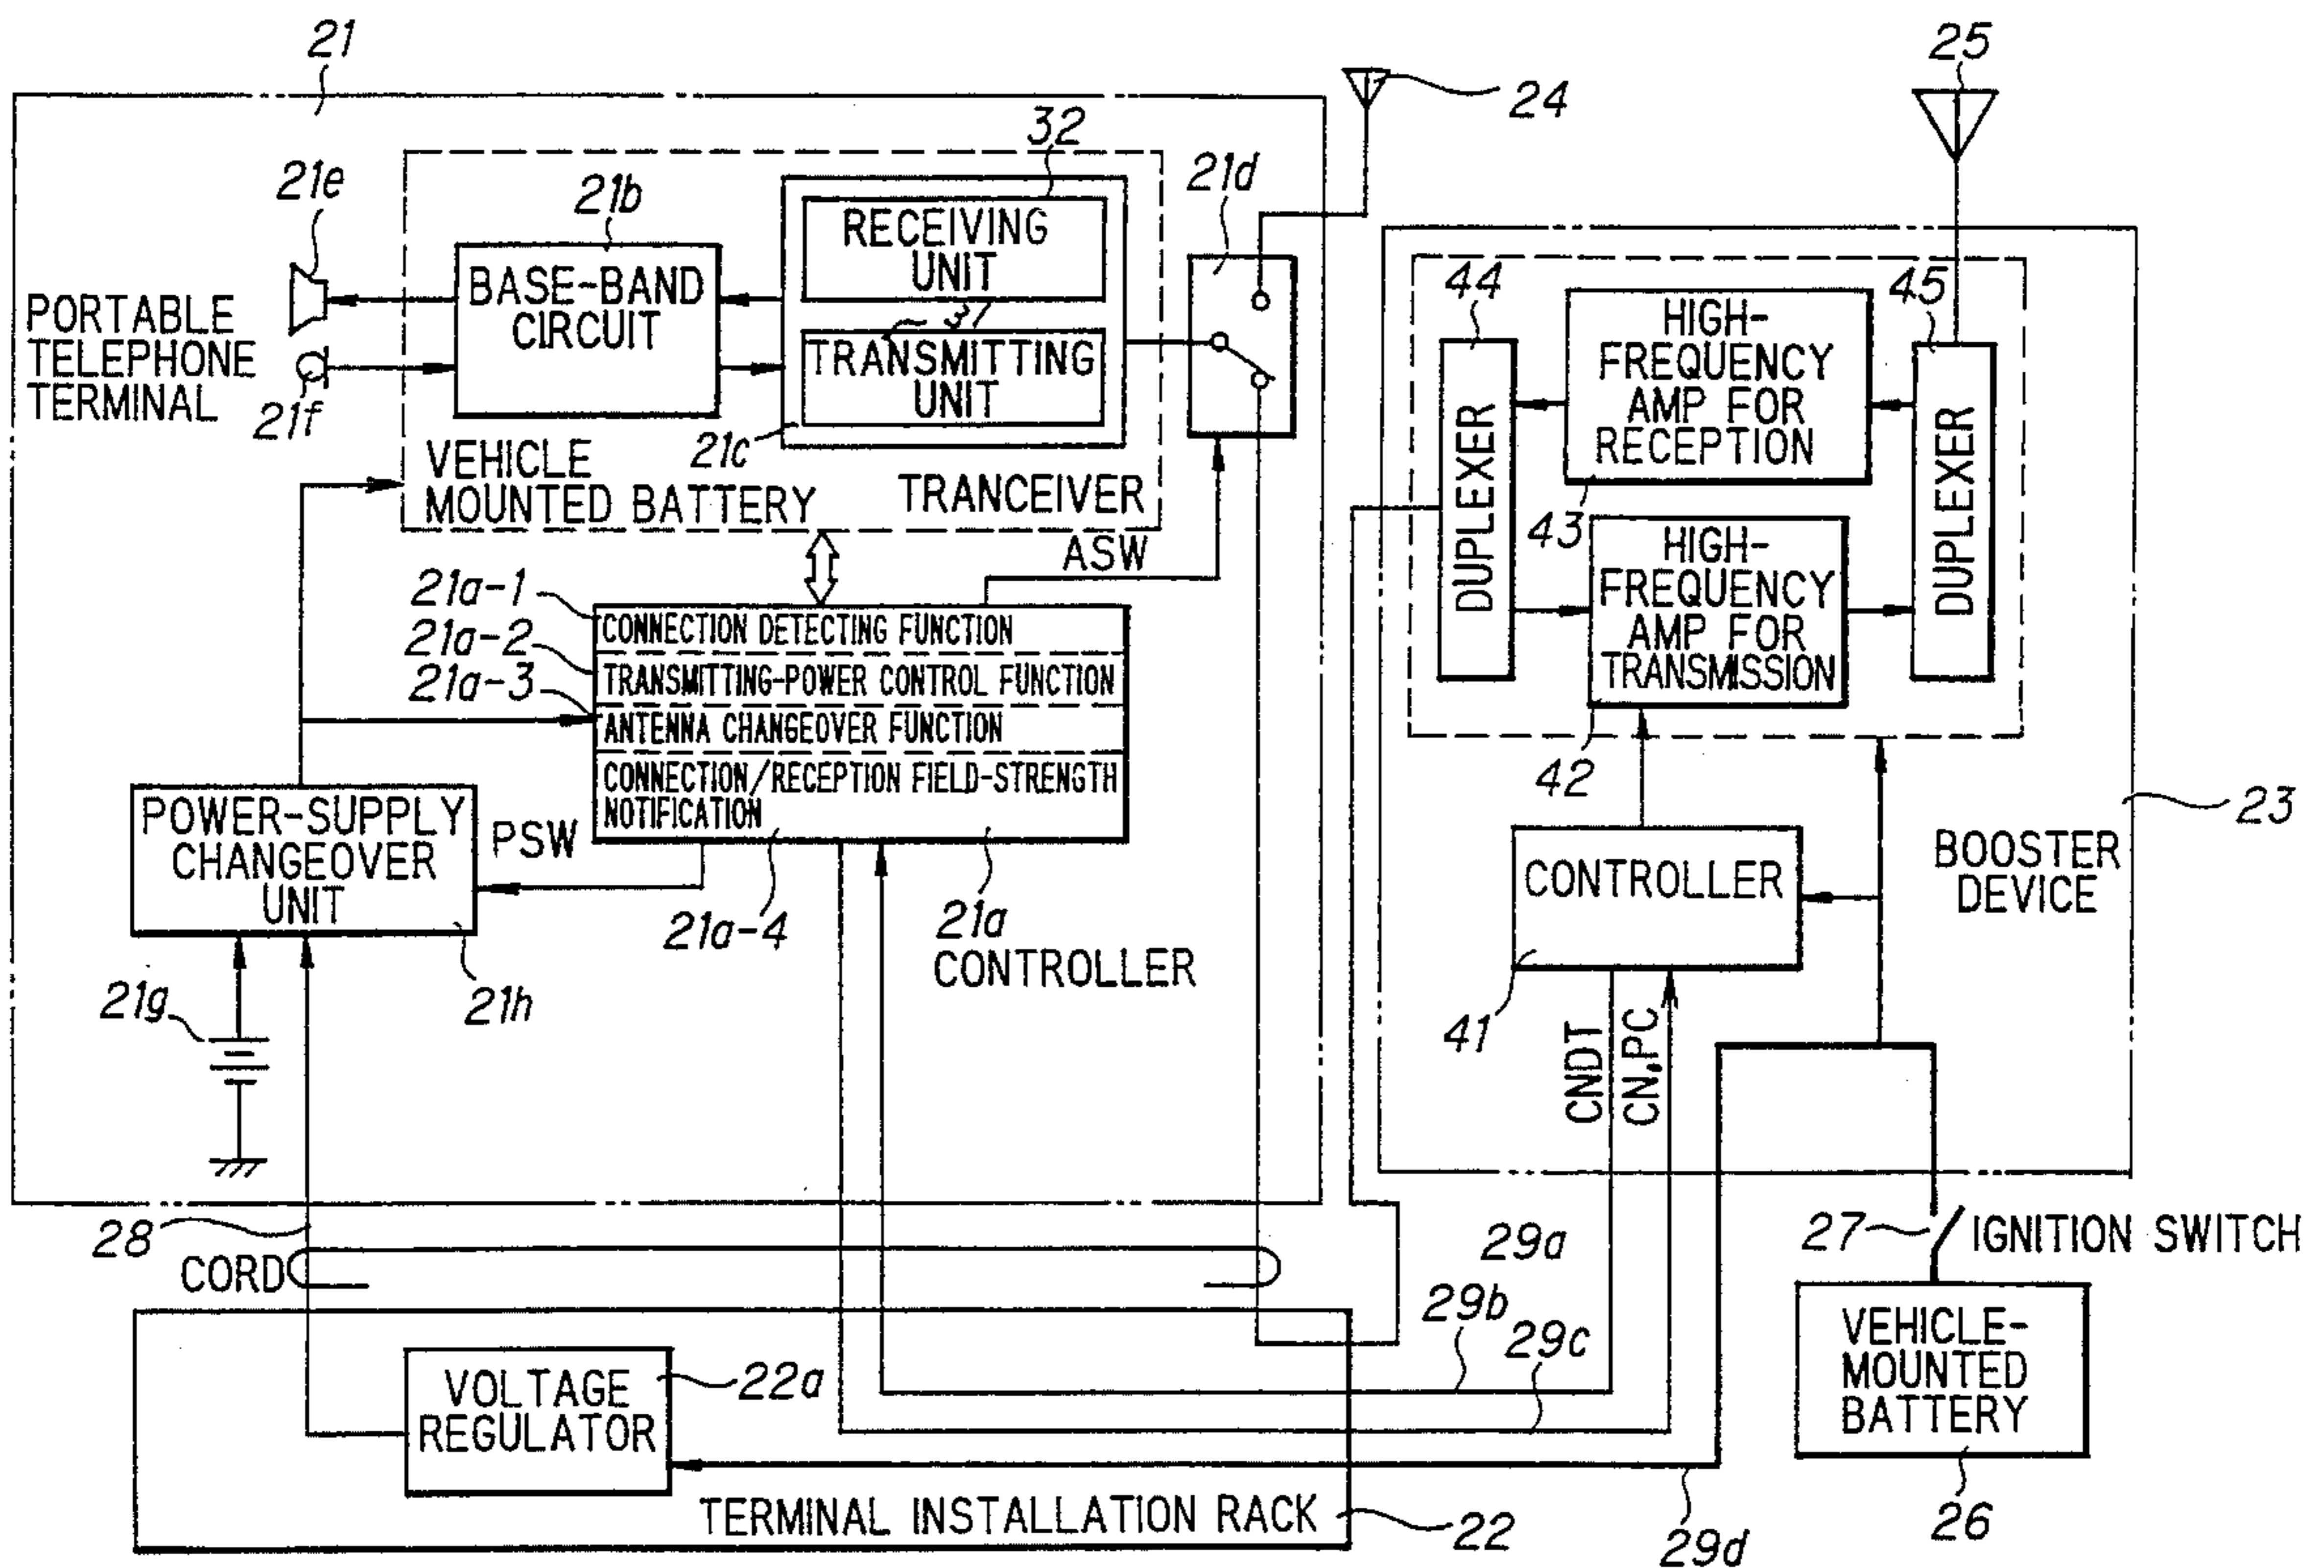 21
24
25
32
21e
21b
21d
RECEIVING
UNIT
37
TRANSMITTING
UNIT
BASE-BAND
CIRCUIT
PORTABLE
TELEPHONE
TERMINAL
21f
21c
VEHICLE
MOUNTED BATTERY
TRANCEIVER
ASW
44
45
HIGH-
FREQUENCY
AMP FOR
RECEPTION
43
DUPLEXER
DUPLEXER
HIGH-
FREQUENCY
AMP FOR
TRANSMISSION
42
21a-1
21a-2
21a-3
CONNECTION DETECTING FUNCTION
TRANSMITTING-POWER CONTROL FUNCTION
ANTENNA CHANGEOVER FUNCTION
CONNECTION/RECEPTION FIELD-STRENGTH
NOTIFICATION
POWER-SUPPLY
CHANGEOVER
UNIT
PSW
21a-4
21a
CONTROLLER
21g
21h
CONTROLLER
41
BOOSTER
DEVICE
23
CNDT
CN,PC
28
CORD
29a
29b
29c
27
IGNITION SWITCH
VEHICLE-
MOUNTED
BATTERY
26
VOLTAGE
REGULATOR
22a
TERMINAL INSTALLATION RACK
22
29d